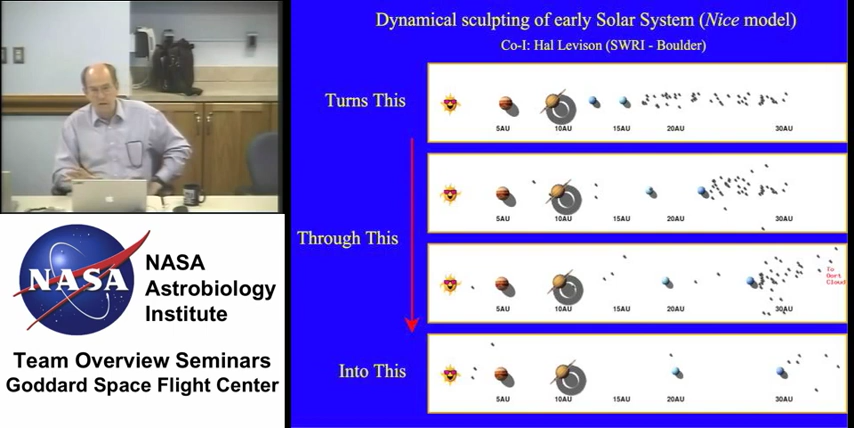 Dynamical sculpting of early Solar System (Nice model)
Co-I: Hal Levison (SWRI - Boulder)
Turns This
5AU 10AU 15AU 20AU 30AU
Through This
5AU 10AU 15AU 20AU 30AU
To
Oort
Cloud
5AU 10AU 15AU 20AU 30AU
Into This
5AU 10AU 15AU 20AU 30AU
NASA
NASA
Astrobiology
Institute
Team Overview Seminars
Goddard Space Flight Center